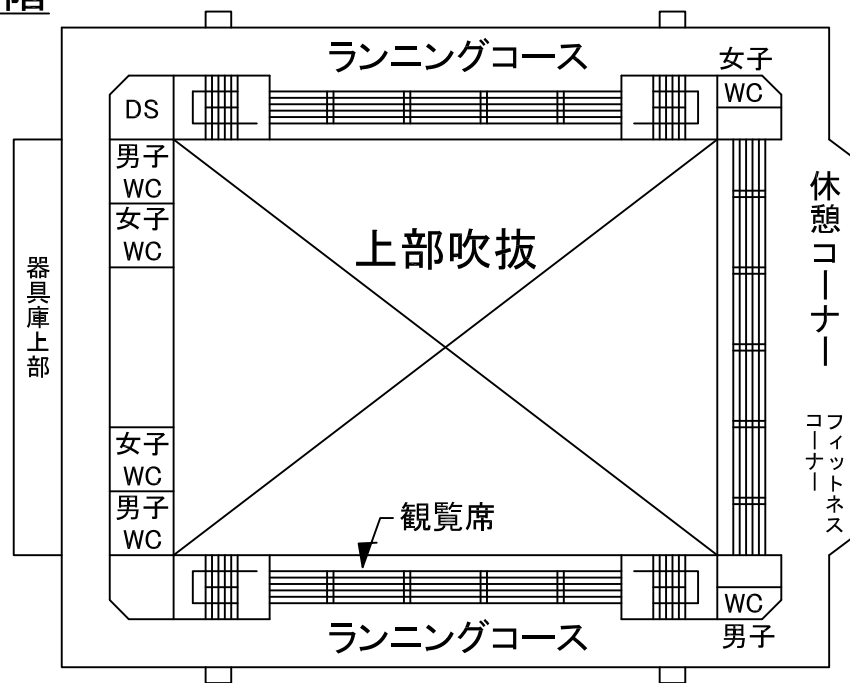 階
ランニングコース
女子
WC
DS
男子
WC
女子
WC
上部吹抜
休憩コーナー
器具庫上部
フィットネス
コーナー
女子
WC
男子
WC
観覧席
WC
男子
ランニングコース